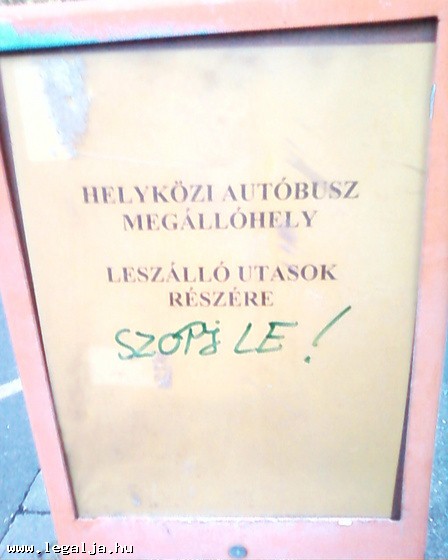 HELYKÖZI AUTÓBUSZ
MEGÁLLÓHELY
LESZÁLLÓ UTASOK
RÉSZÉRE
SZOPJ LE!
www.legalja.hu